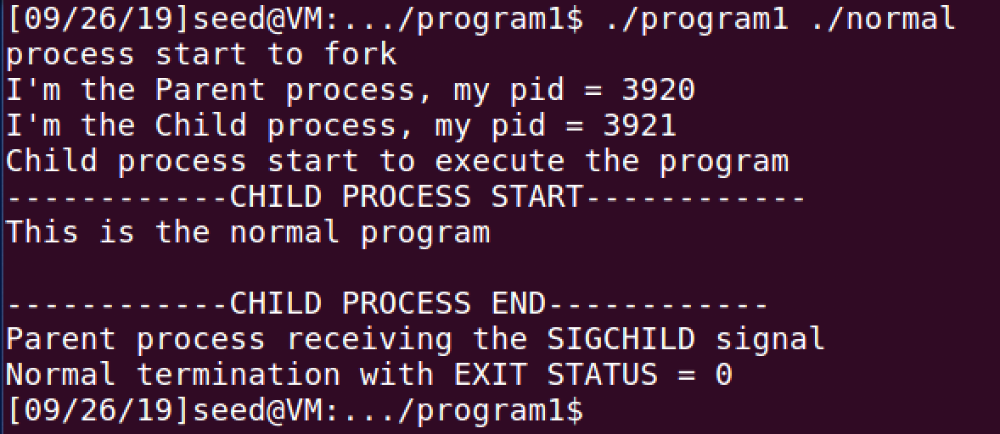 [09/26/19]seed@VM:.../program1$ ./program1 ./normal
process start to fork
I'm the Parent process, my pid = 3920
I'm the Child process, my pid = 3921
Child process start to execute the program
------------CHILD PROCESS START------------
This is the normal program
------------CHILD PROCESS END------------
Parent process receiving the SIGCHILD signal
Normal termination with EXIT STATUS = 0
[09/26/19]seed@VM:.../program1$